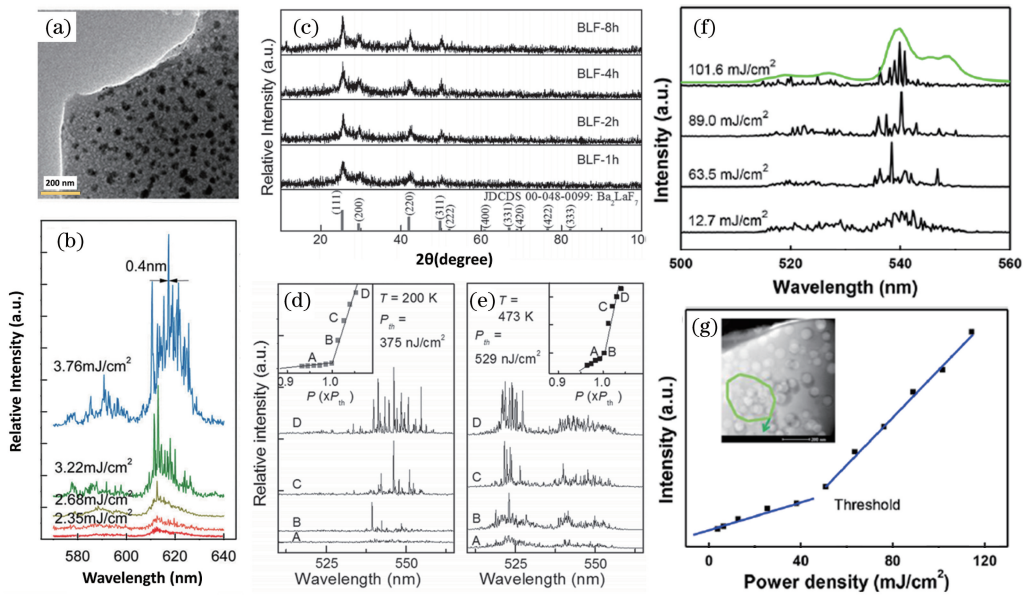 (a)
200 nm
(b)
0.4nm
3.76mJ/cm²
3.22mJ/cm²
2.68mJ/cm²
2.35mJ/cm²
Relative Intensity (a.u.)
580 600 620 640
Wavelength (nm)
(c)
BLF-8h
BLF-4h
BLF-2h
BLF-1h
JDCDS 00-048-0099: Ba₂LaF₇
(111)
(200)
(220)
(311)
(222)
(400)
(331)
(420)
(422)
(333)
Relative Intensity (a.u.)
20 40 60 80 10
2θ(degree)
(d)
T = 200 K
Pth =
375 nJ/cm²
D
C
B
A
0.9 1.0
P (xPth)
D
C
B
A
Relative intensity (a.u.)
525 550
Wavelength (nm)
(e)
T =
473 K
Pth =
529 nJ/cm²
D
C
A
B
0.9 1.0
P (xPth)
D
C
B
A
525 550
Wavelength (nm)
(f)
101.6 mJ/cm²
89.0 mJ/cm²
63.5 mJ/cm²
12.7 mJ/cm²
Intensity (a.u.)
500 520 540 560
Wavelength (nm)
(g)
Threshold
Intensity (a.u.)
0 40 80 120
Power density (mJ/cm²)